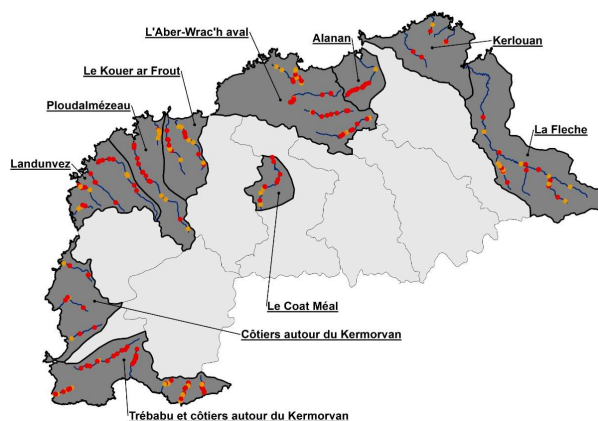 L'Aber-Wrac'h aval
Alanan
Kerlouan
Le Kouer ar Frout
Ploudalmézeau
La Fleche
Landunvez
Le Coat Méal
Côtiers autour du Kermorvan
Trébabu et côtiers autour du Kermorvan